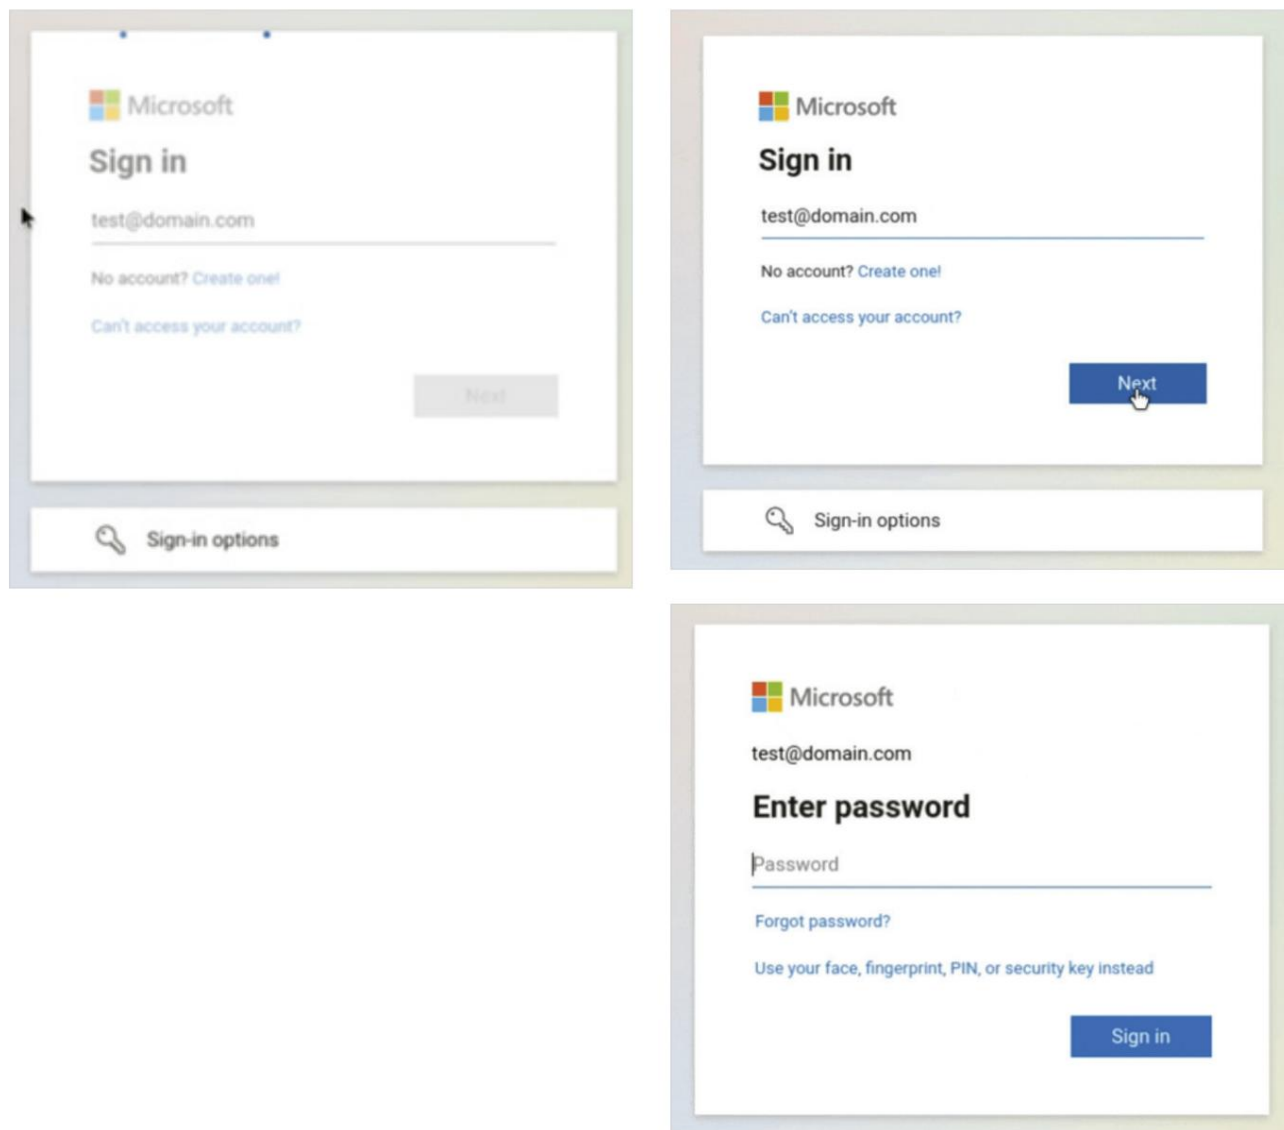 Microsoft
Sign in
test@domain.com
No account? Create one!
Can't access your account?
Next
Sign-in options
Microsoft
Sign in
test@domain.com
No account? Create one!
Can't access your account?
Next
Sign-in options
Microsoft
test@domain.com
Enter password
Password
Forgot password?
Use your face, fingerprint, PIN, or security key instead
Sign in